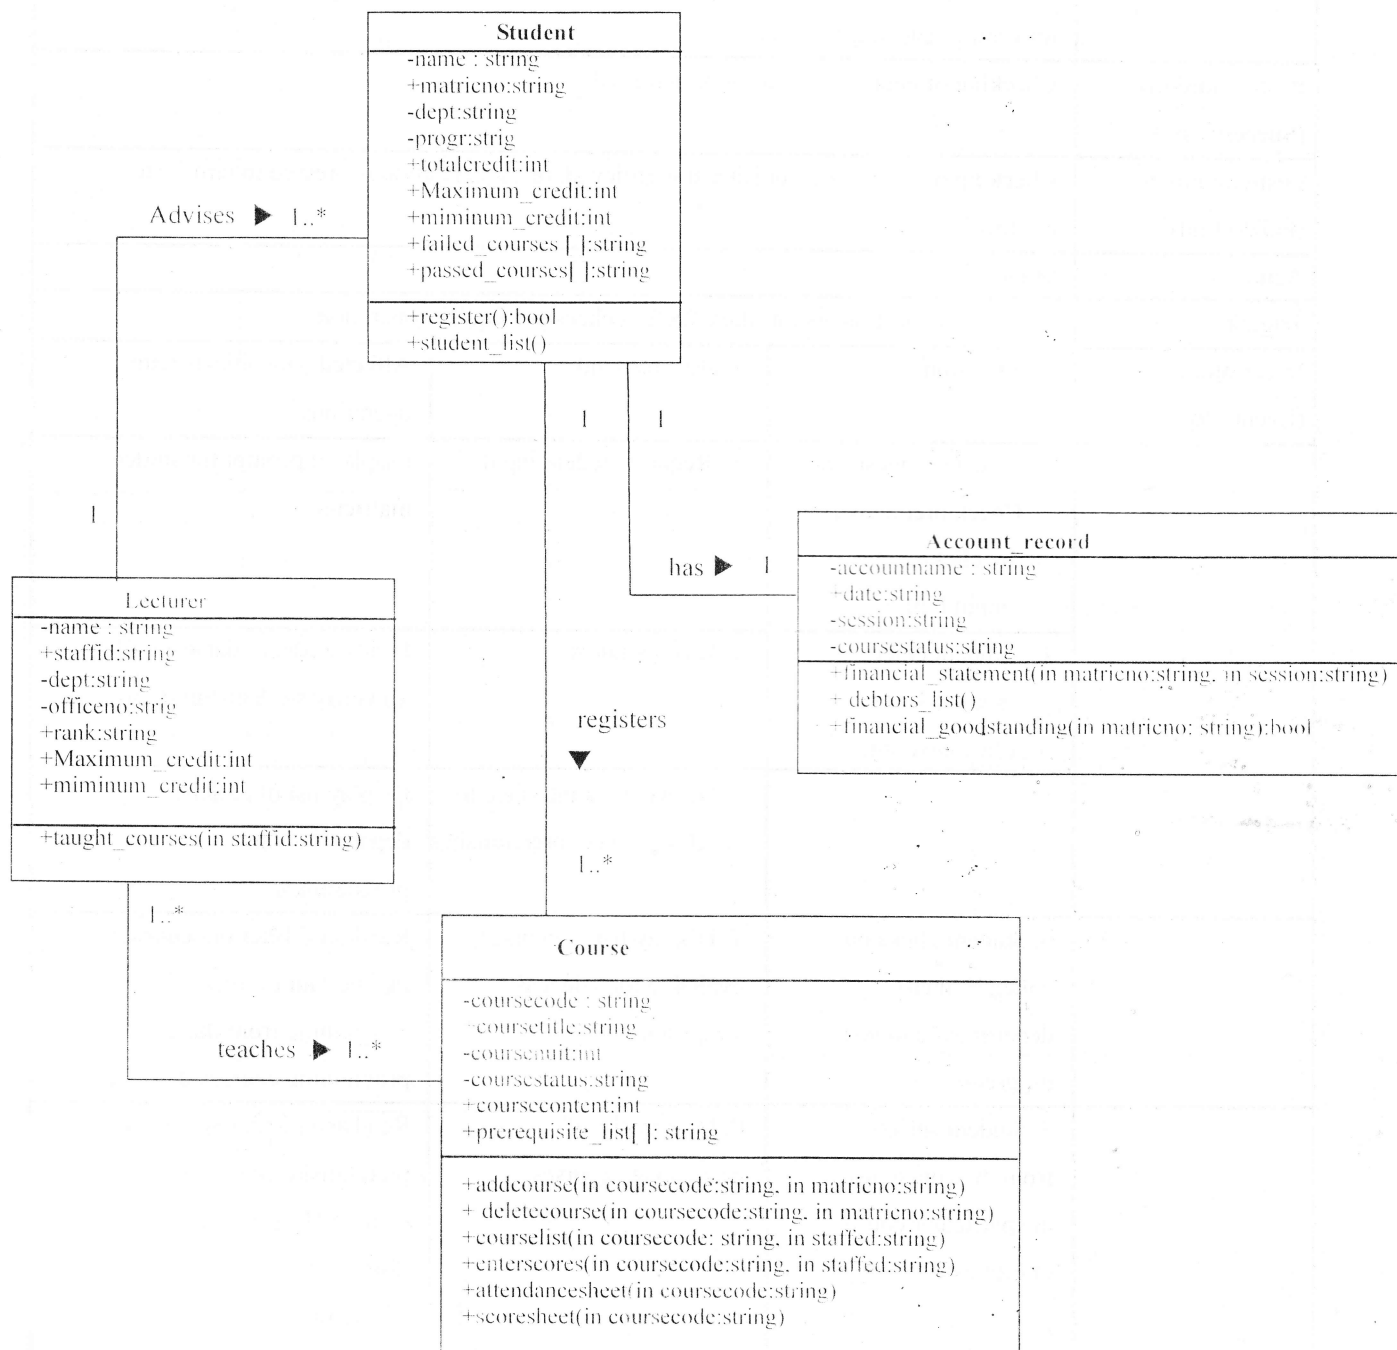 Student
-name : string
+matricno:string
-dept:string
-progr:strig
+totalcredit:int
+Maximum_credit:int
+miminum_credit:int
+failed_courses [ ]:string
+passed_courses[ ]:string
+register():bool
+student_list()
Advises ▶ 1..*
1
1
1
1
has ▶ 1
Account_record
-accountname : string
+date:string
-session:string
-coursestatus:string
+financial_statement(in matricno:string, in session:string)
+ debtors_list()
+financial_goodstanding(in matricno: string):bool
Lecturer
-name : string
+staffid:string
-dept:string
-officeno:strig
+rank:string
+Maximum_credit:int
+miminum_credit:int
+taught_courses(in staffid:string)
registers
▼
1..*
1..*
teaches ▶ 1..*
Course
-coursecode : string
-coursetitle:string
-coursestatus:string
+coursecontent:int
+prerequisite_list[ ]: string
+addcourse(in coursecode:string, in matricno:string)
+ deletecourse(in coursecode:string, in matricno:string)
+courselist(in coursecode: string, in staffed:string)
+enterscores(in coursecode:string, in staffed:string)
+attendancesheet(in coursecode:string)
+scoresheet(in coursecode:string)